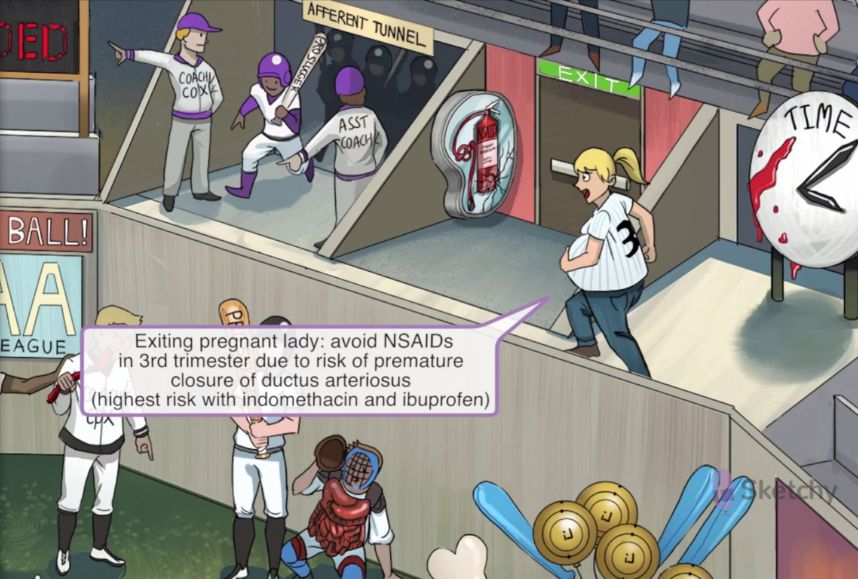 DED
AFFERENT TUNNEL
EXIT
TIME
COACH
COX
PRO SLUGGER
ASST
COACH
NSAID
3
BALL!
AA
LEAGUE
Exiting pregnant lady: avoid NSAIDs
in 3rd trimester due to risk of premature
closure of ductus arteriosus
(highest risk with indomethacin and ibuprofen)
Sketchy